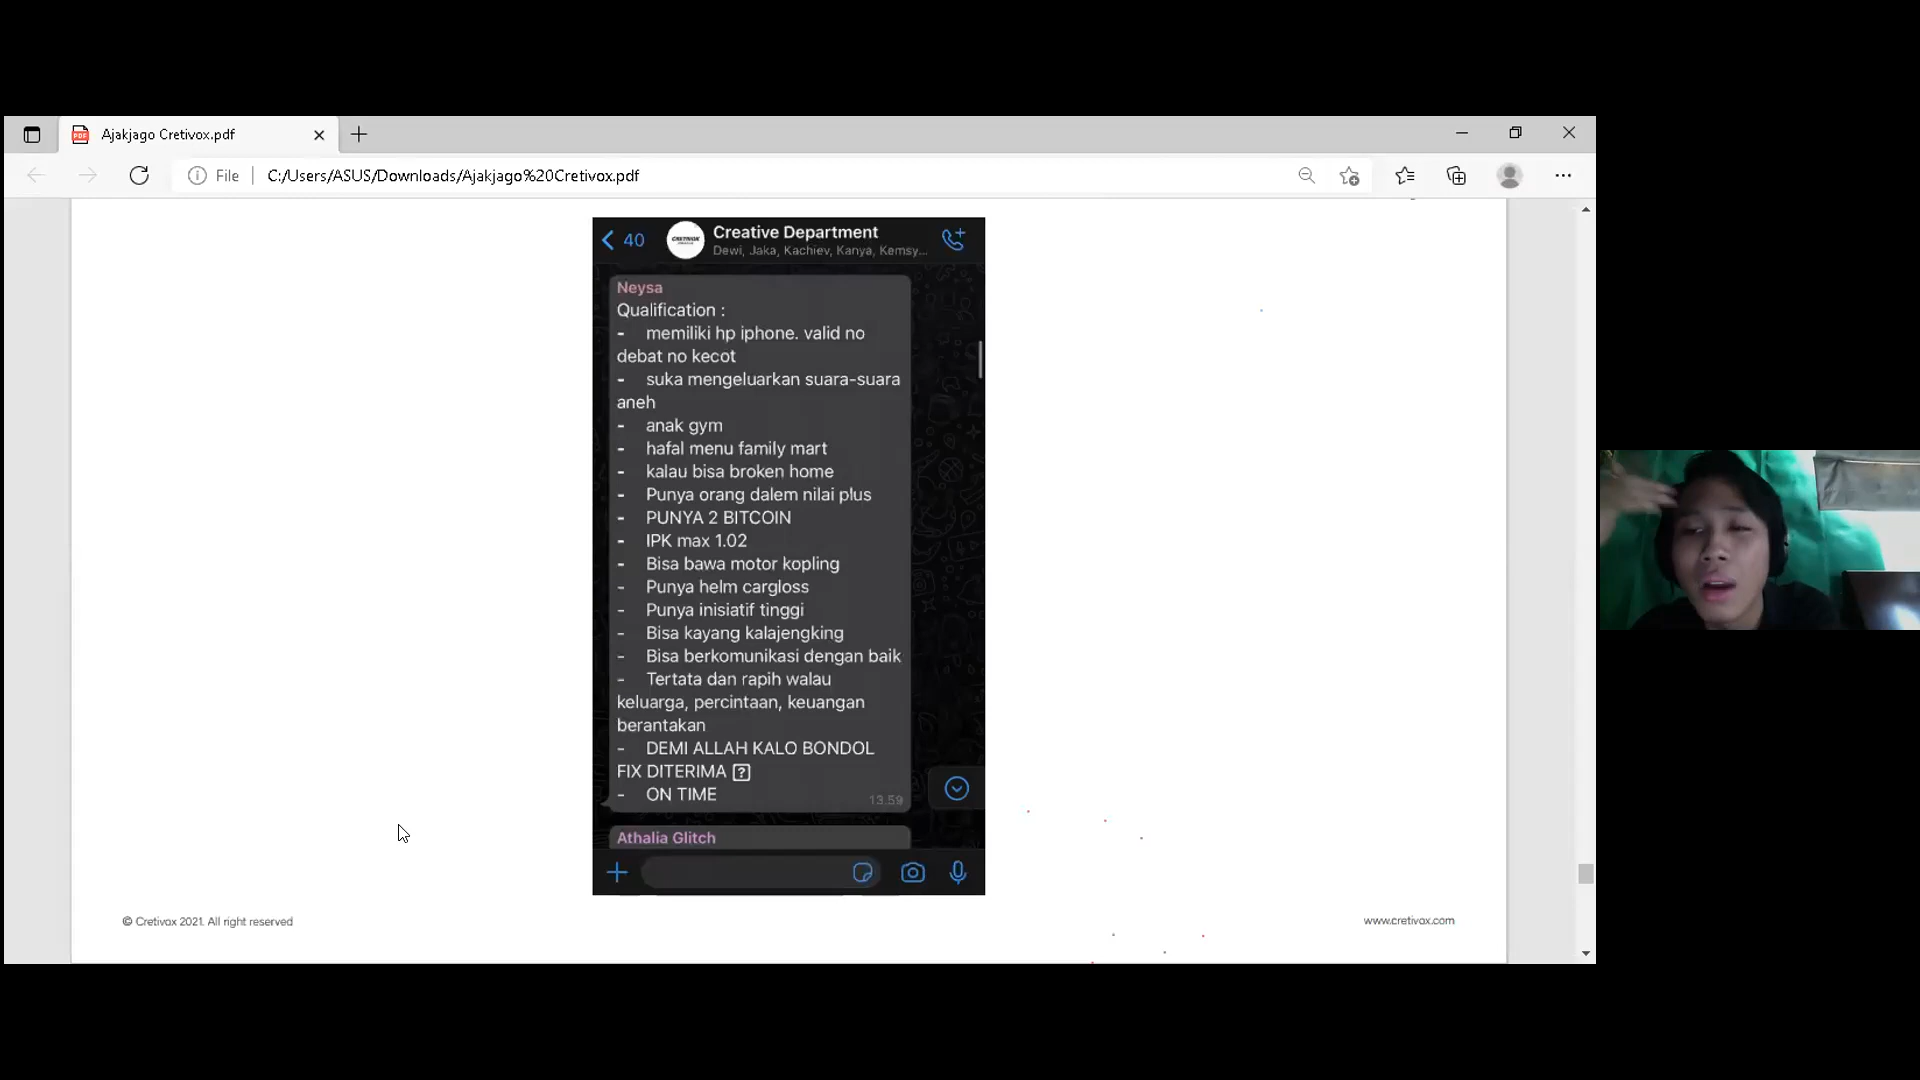 Ajakjago Cretivox.pdf
File
C:/Users/ASUS/Downloads/Ajakjago%20Cretivox.pdf
40
CRETIVOX
Creative Department
Dewi, Jaka, Kachiev, Kanya, Kemsy...
Neysa
Qualification :
- memiliki hp iphone. valid no
debat no kecot
- suka mengeluarkan suara-suara
aneh
- anak gym
- hafal menu family mart
- kalau bisa broken home
- Punya orang dalem nilai plus
- PUNYA 2 BITCOIN
- IPK max 1.02
- Bisa bawa motor kopling
- Punya helm cargloss
- Punya inisiatif tinggi
- Bisa kayang kalajengking
- Bisa berkomunikasi dengan baik
- Tertata dan rapih walau
keluarga, percintaan, keuangan
berantakan
- DEMI ALLAH KALO BONDOL
FIX DITERIMA ?
- ON TIME
13.59
Athalia Glitch
© Cretivox 2021. All right reserved
www.cretivox.com